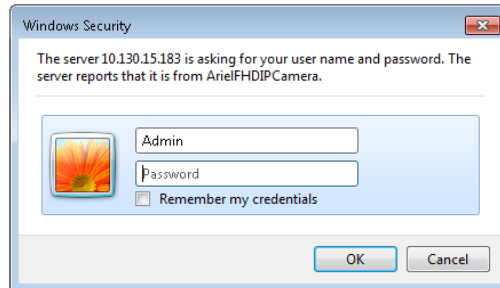 Windows Security
The server 10.130.15.183 is asking for your user name and password. The
server reports that it is from ArielFHDIPCamera.
Admin
Password
Remember my credentials
OK
Cancel